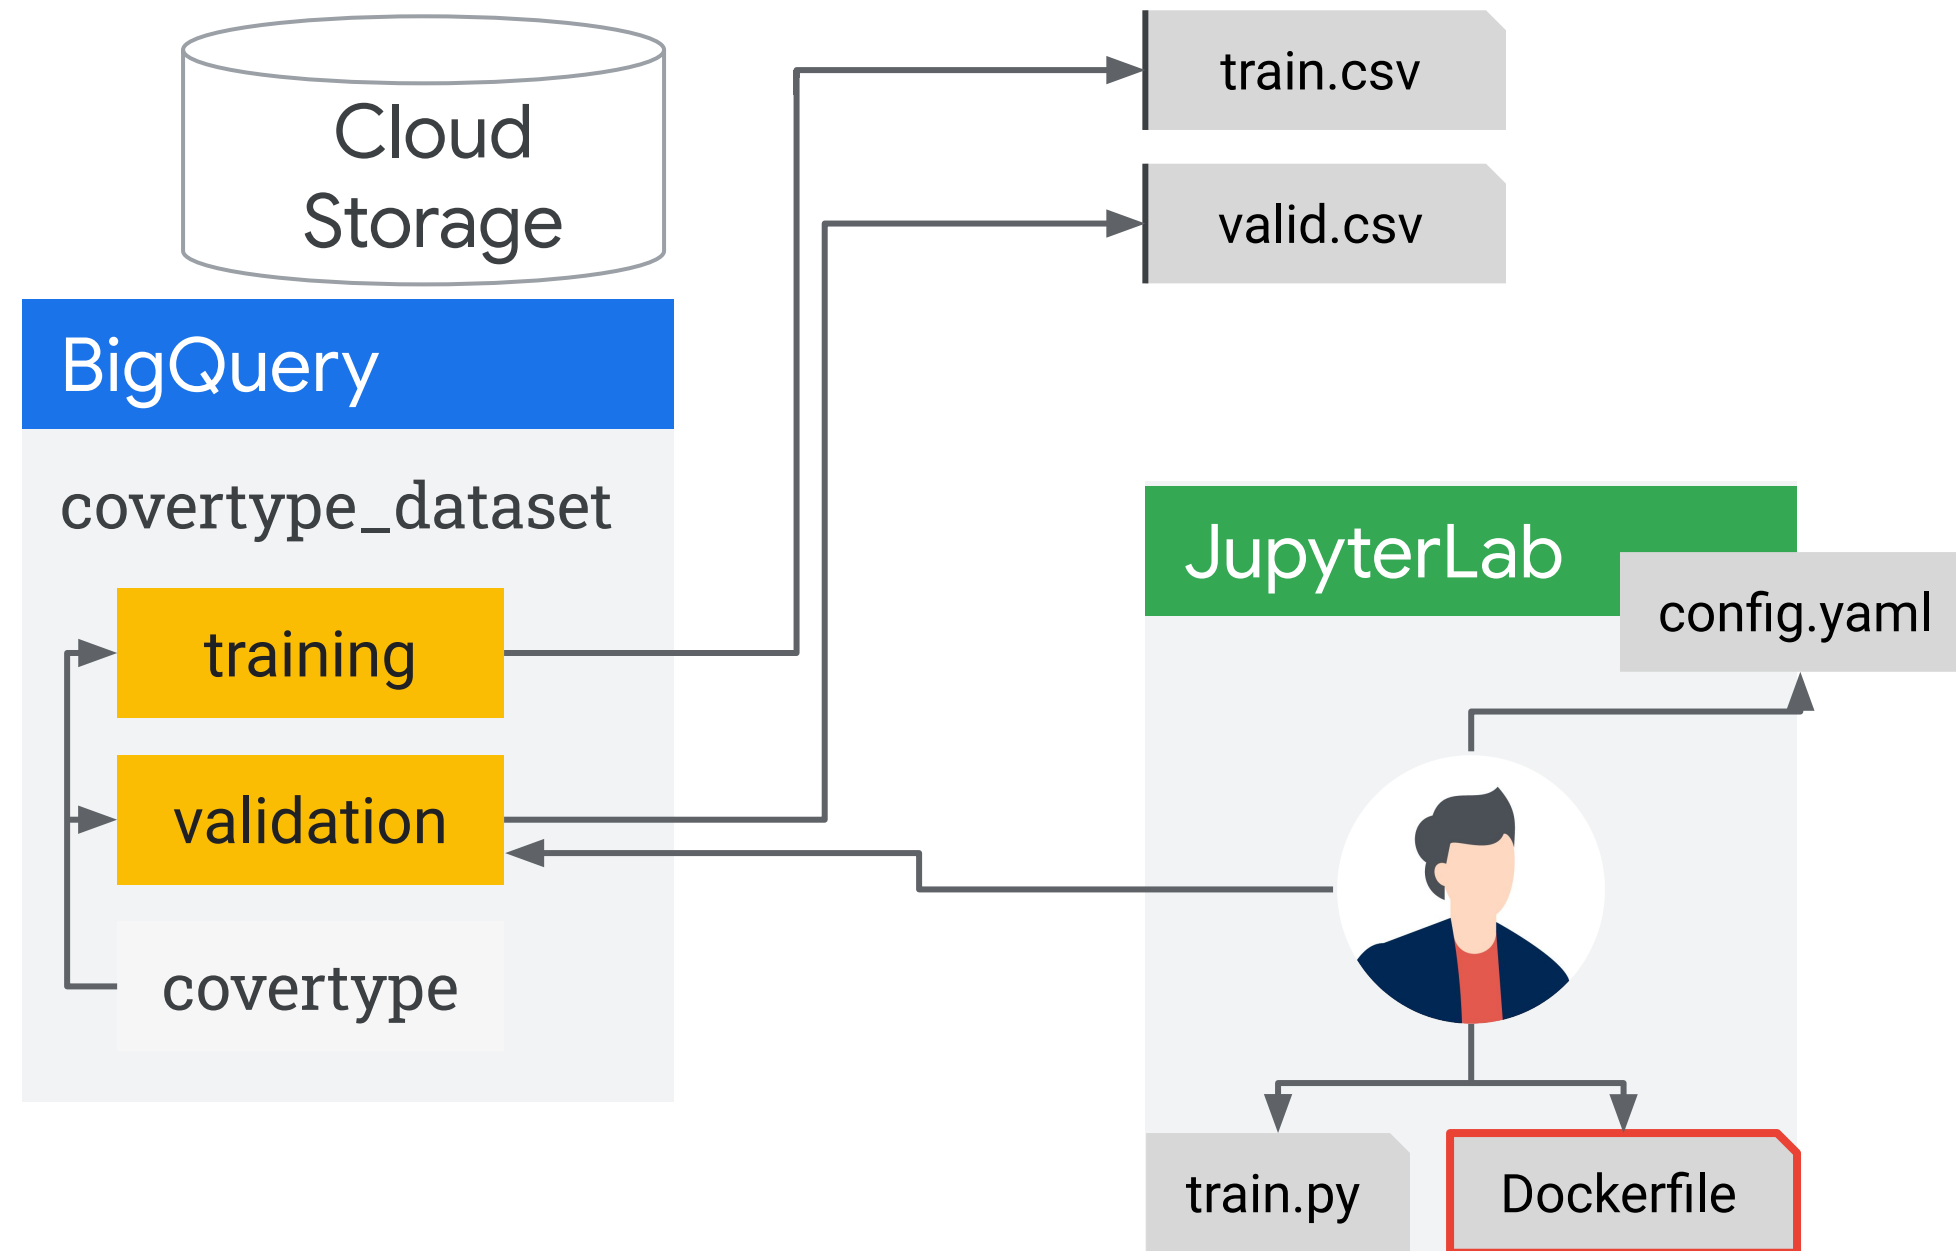 Cloud
Storage
train.csv
valid.csv
BigQuery
covertype_dataset
training
validation
covertype
JupyterLab
config.yaml
train.py
Dockerfile